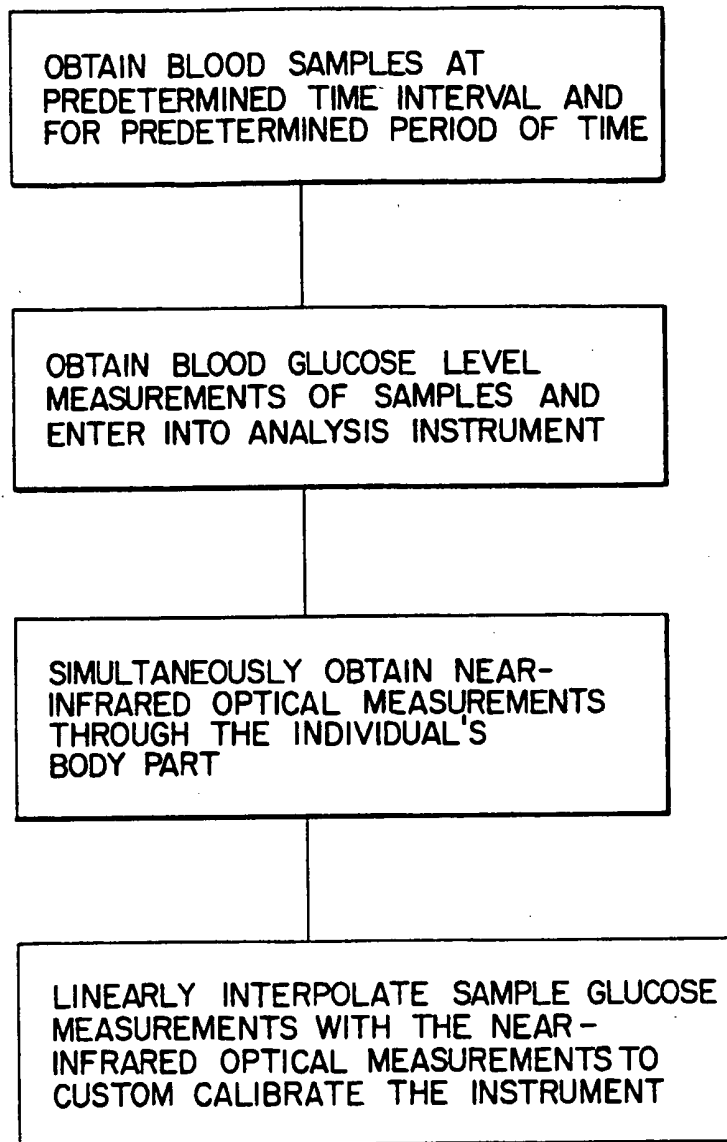 OBTAIN BLOOD SAMPLES AT
PREDETERMINED TIME INTERVAL AND
FOR PREDETERMINED PERIOD OF TIME
OBTAIN BLOOD GLUCOSE LEVEL
MEASUREMENTS OF SAMPLES AND
ENTER INTO ANALYSIS INSTRUMENT
SIMULTANEOUSLY OBTAIN NEAR-
INFRARED OPTICAL MEASUREMENTS
THROUGH THE INDIVIDUAL'S
BODY PART
LINEARLY INTERPOLATE SAMPLE GLUCOSE
MEASUREMENTS WITH THE NEAR-
INFRARED OPTICAL MEASUREMENTS TO
CUSTOM CALIBRATE THE INSTRUMENT